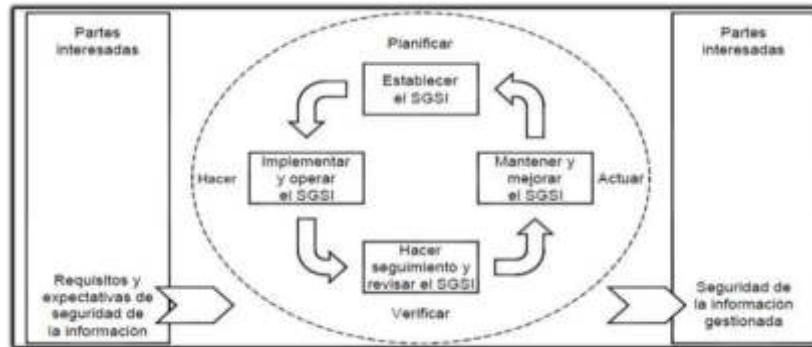 Partes
interesadas
Planificar
Partes
interesadas
Establecer
el SGSI
Hacer
Implementar
y operar
el SGSI
Mantener y
mejorar
el SGSI
Actuar
Hacer
seguimiento y
revisar el SGSI
Verificar
Requisitos y
expectativas de
seguridad de
la información
Seguridad de
la información
gestionada